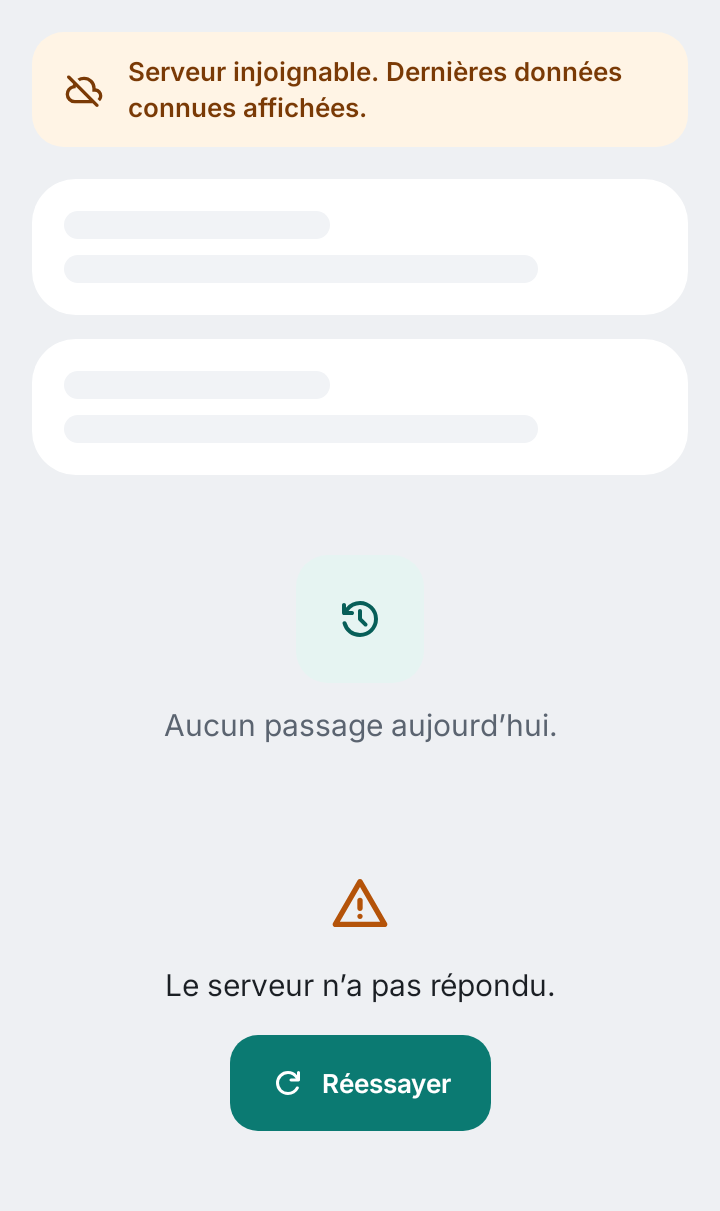 Serveur injoignable. Dernières données
connues affichées.
Aucun passage aujourd’hui.
Le serveur n’a pas répondu.
Réessayer